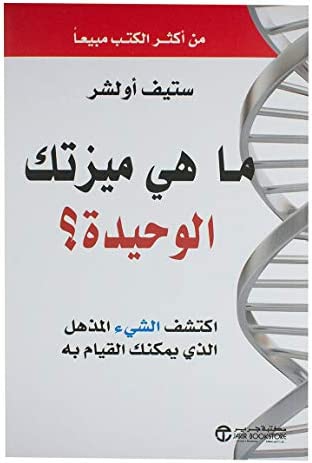 من أكثر الكتب مبيعاً
ستيف أولشر
ما هي ميزتك
الوحيدة؟
اكتشف الشيء المذهل
الذي يمكنك القيام به
مكتبة جرير
JARIR BOOKSTORE